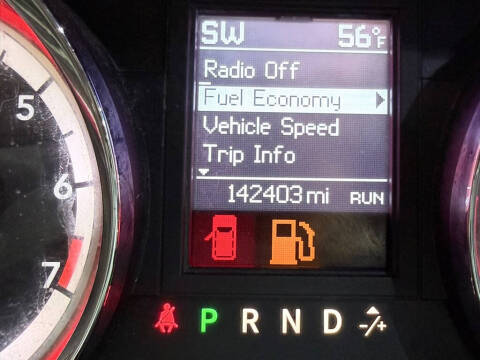 SW 56°F
Radio Off
Fuel Economy
Vehicle Speed
Trip Info
142403 mi RUN
5
6
7
P R N D -/+